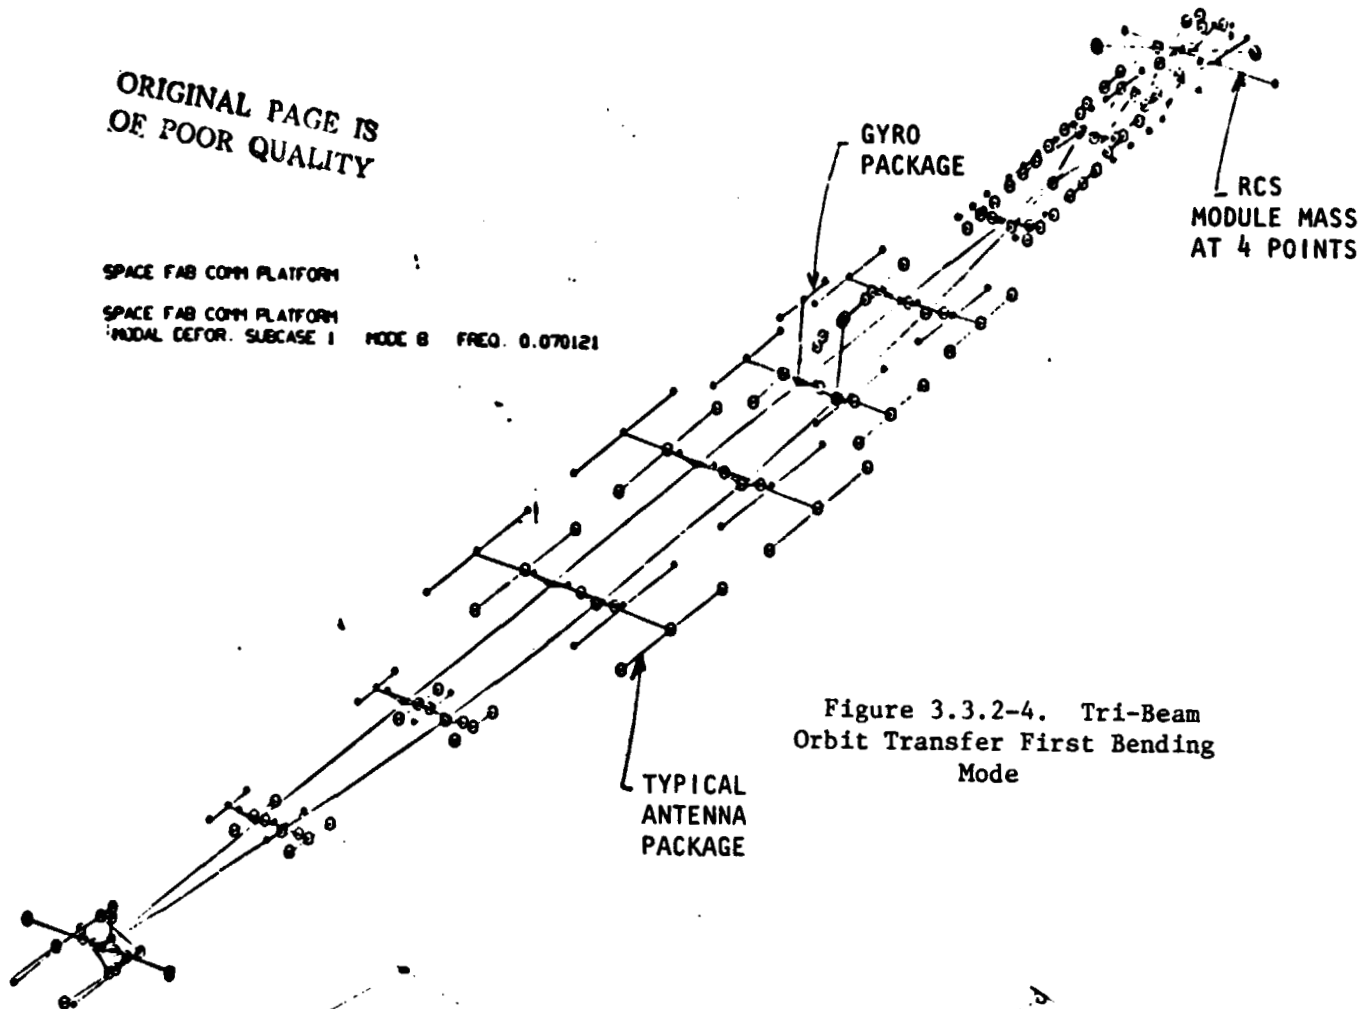 ORIGINAL PAGE IS
OF POOR QUALITY
GYRO
PACKAGE
RCS
MODULE MASS
AT 4 POINTS
SPACE FAB COMM PLATFORM
SPACE FAB COMM PLATFORM
MODAL DEFOR. SUBCASE 1 MODE 8 FREQ. 0.070121
Figure 3.3.2-4. Tri-Beam
Orbit Transfer First Bending
Mode
TYPICAL
ANTENNA
PACKAGE